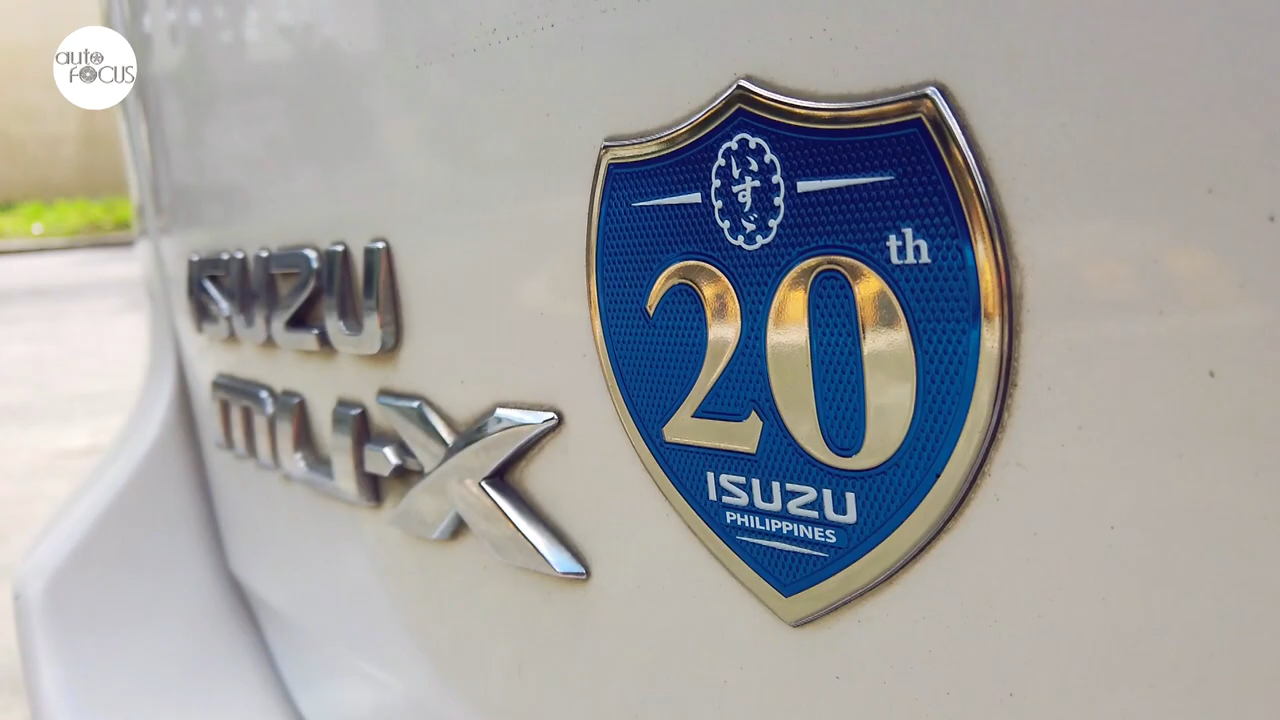 auto
FOCUS
ISUZU
mu-X
いすゞ
20th
ISUZU
PHILIPPINES